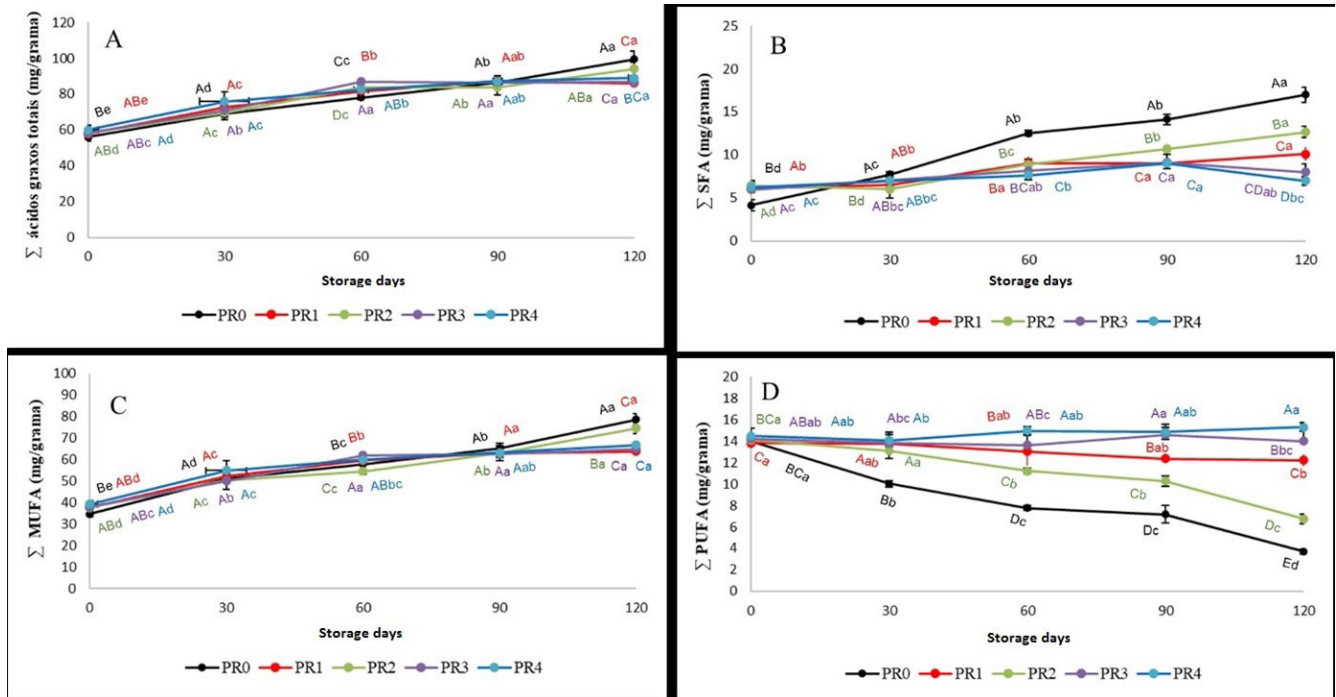 A
∑ ácidos graxos totais (mg/grama)
120
100
80
60
40
20
0
Be ABe
ABd ABc Ad
Ad Ac
Ac Ab Ac
Cc Bb
Dc Aa ABb
Ab Aab
Ab Aa Aab
Aa Ca
ABa Ca BCa
0 30 60 90 120
Storage days
PR0 PR1 PR2 PR3 PR4
B
∑ SFA (mg/grama)
25
20
15
10
5
0
Bd Ab
Ad Ac Ac
Ac ABb
Bd ABbc ABbc
Ab
Bc
Ba BCab Cb
Ab
Bb
Ca Ca Ca
Aa
Ba
Ca
CDab
Dbc
0 30 60 90 120
Storage days
PR0 PR1 PR2 PR3 PR4
C
∑ MUFA (mg/grama)
100
90
80
70
60
50
40
30
20
10
0
Be ABd
ABd ABc Ad
Ad Ac
Ac Ab Ac
Bc Bb
Cc Aa ABbc
Ab Aa
Ab Aa Aab
Aa Ca
Ba Ca Ca
0 30 60 90 120
Storage days
PR0 PR1 PR2 PR3 PR4
D
∑ PUFA (mg/grama)
20
18
16
14
12
10
8
6
4
2
0
BCa ABab Aab
Ca BCa
Abc Ab
Aab Aa
Bb
Bab ABc Aab
Cb
Dc
Aa Aab
Bab
Cb
Dc
Aa
Bbc
Cb
Dc
Ed
0 30 60 90 120
Storage days
PR0 PR1 PR2 PR3 PR4